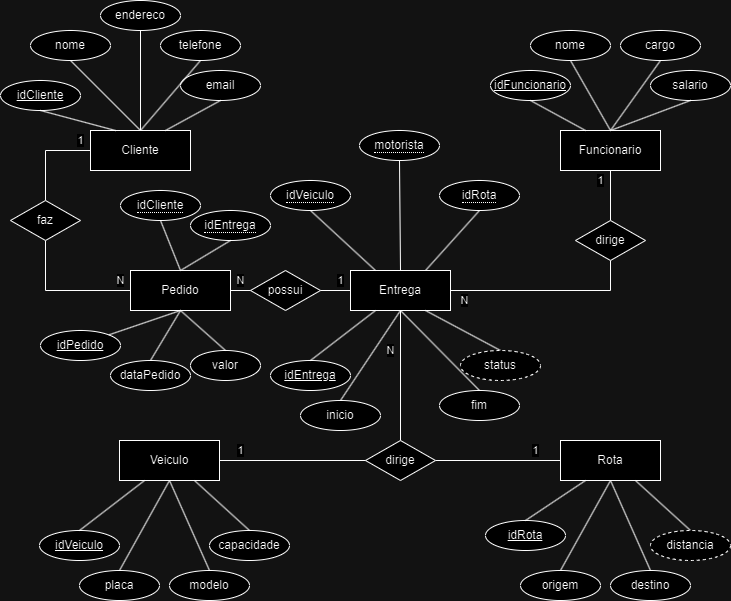 endereco
nome
telefone
nome
cargo
idCliente
email
idFuncionario
salario
1
Cliente
motorista
Funcionario
1
idCliente
idVeiculo
idRota
faz
idEntrega
dirige
N
Pedido
N
possui
1
Entrega
N
idPedido
dataPedido
valor
idEntrega
N
status
inicio
fim
Veiculo
1
dirige
1
Rota
idVeiculo
capacidade
idRota
distancia
placa
modelo
origem
destino